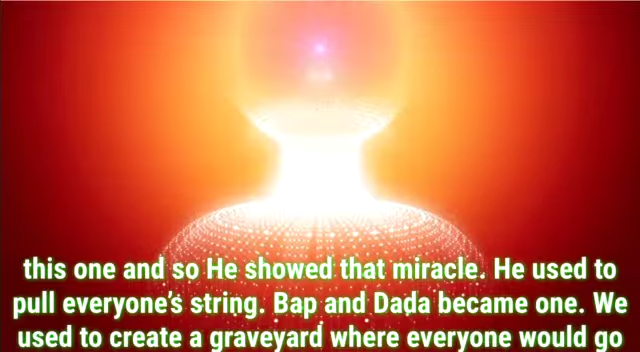 this one and so He showed that miracle. He used to
pull everyone's string. Bap and Dada became one. We
used to create a graveyard where everyone would go